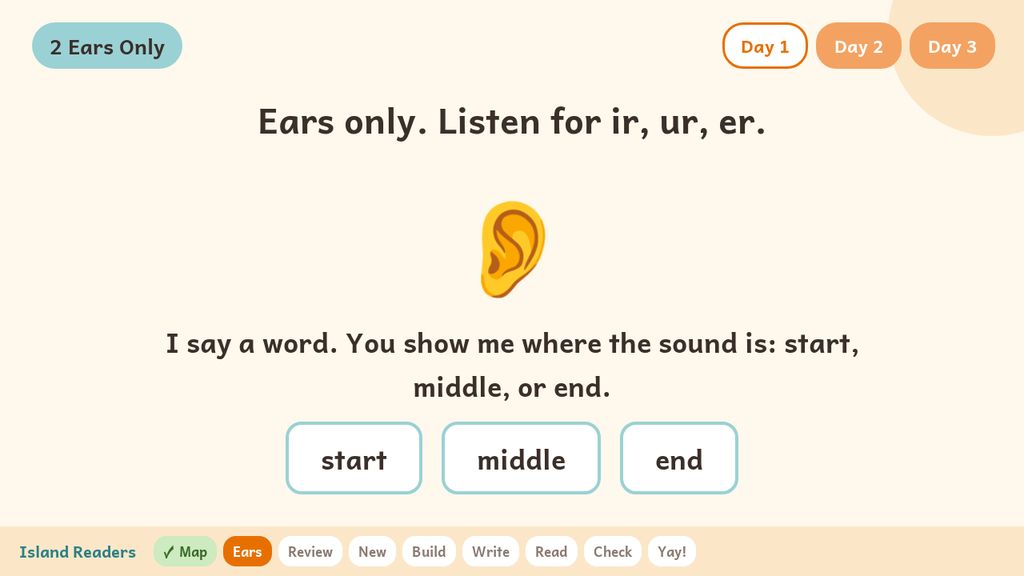 2 Ears Only
Day 1
Day 2
Day 3
Ears only. Listen for ir, ur, er.
I say a word. You show me where the sound is: start,
middle, or end.
start
middle
end
Island Readers
✓ Map
Ears
Review
New
Build
Write
Read
Check
Yay!